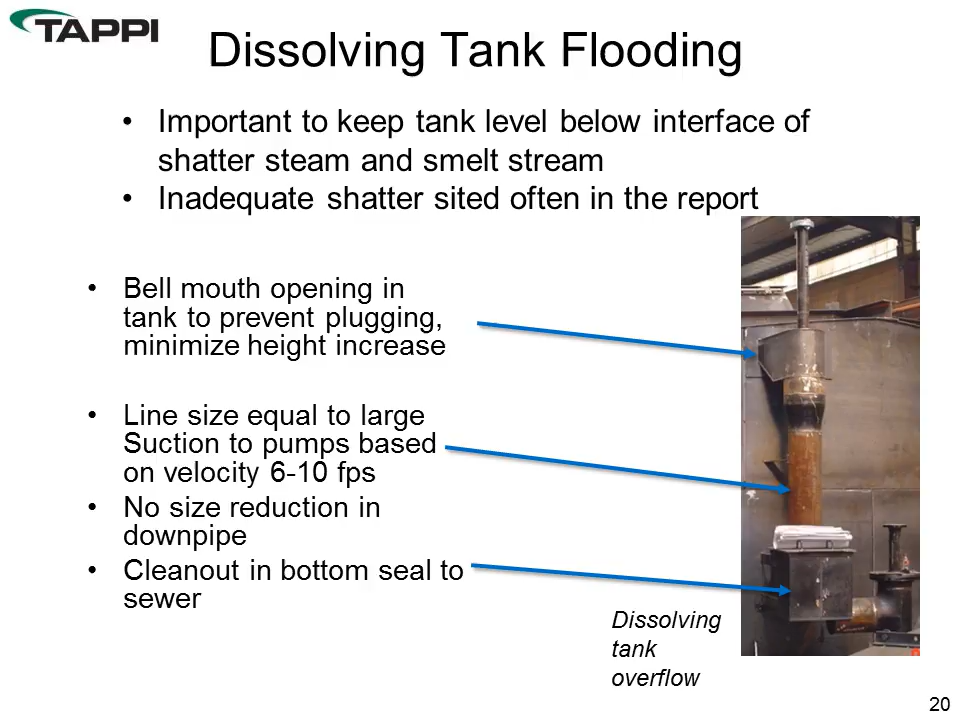 TAPPI
Dissolving Tank Flooding
• Important to keep tank level below interface of
shatter steam and smelt stream
• Inadequate shatter sited often in the report
• Bell mouth opening in
tank to prevent plugging,
minimize height increase
• Line size equal to large
Suction to pumps based
on velocity 6-10 fps
• No size reduction in
downpipe
• Cleanout in bottom seal to
sewer
Dissolving
tank
overflow
20